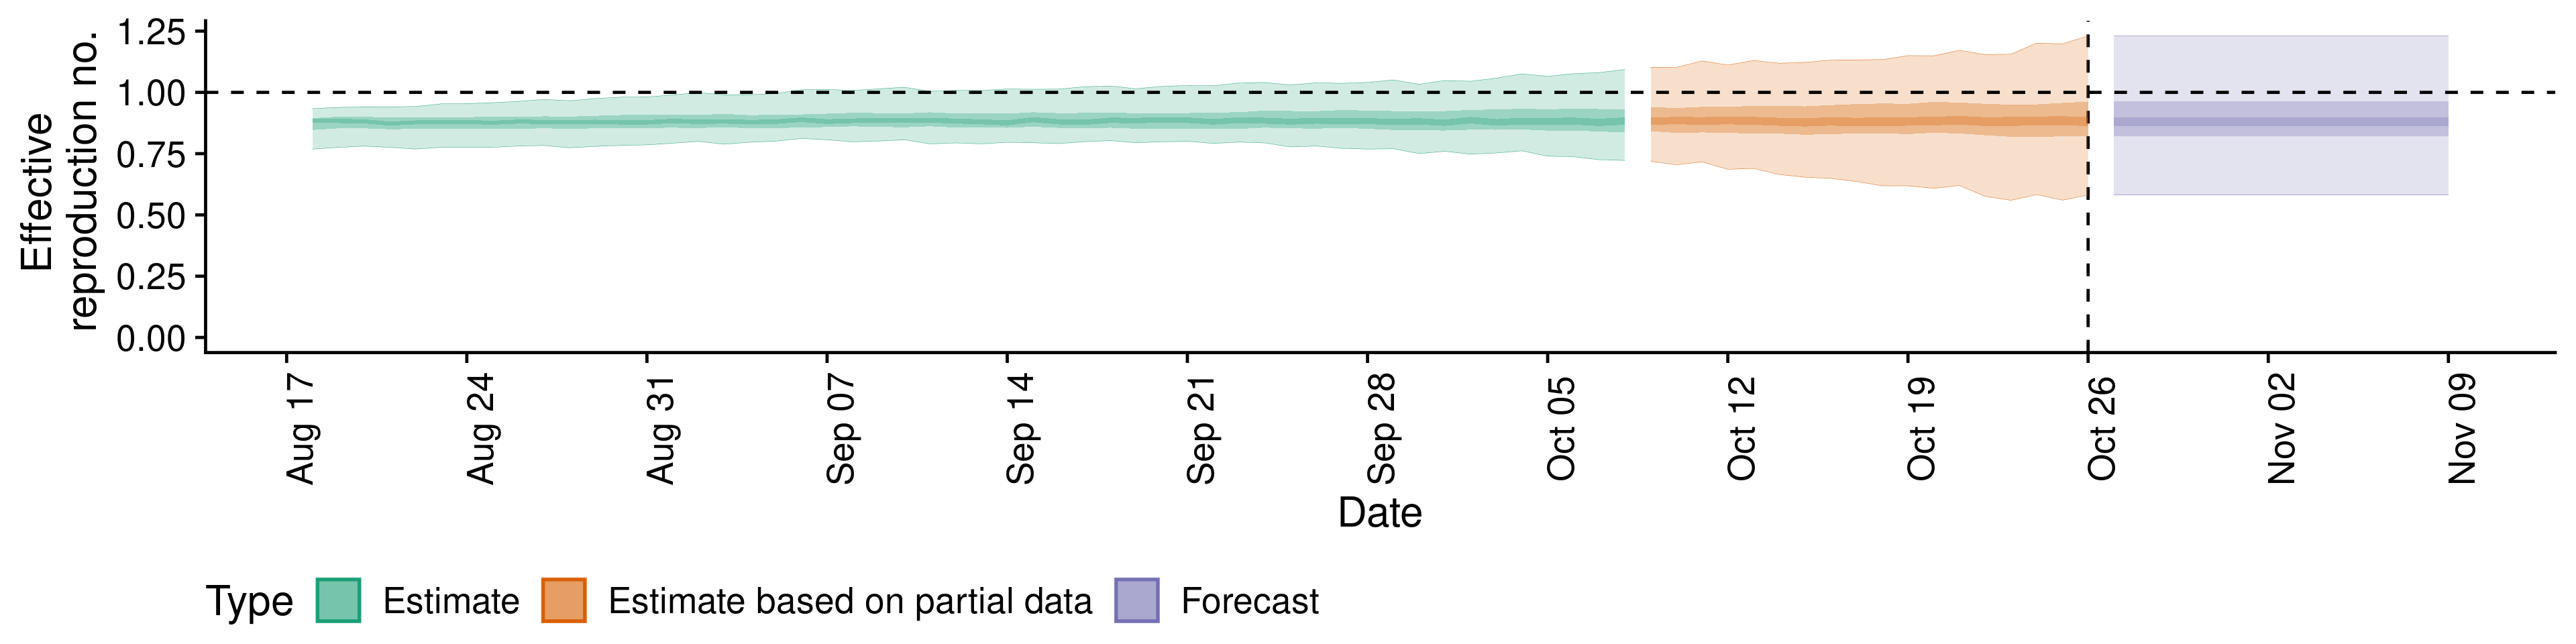 Effective
reproduction no.
1.25
1.00
0.75
0.50
0.25
0.00
Aug 17
Aug 24
Aug 31
Sep 07
Sep 14
Sep 21
Sep 28
Oct 05
Oct 12
Oct 19
Oct 26
Nov 02
Nov 09
Date
Type Estimate Estimate based on partial data Forecast